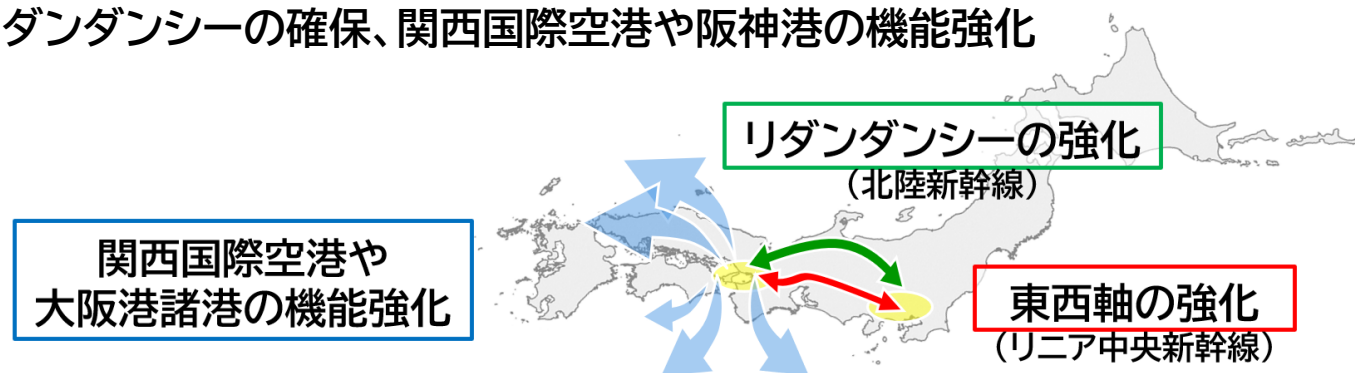 ダンダンシーの確保、関西国際空港や阪神港の機能強化
リダンダンシーの強化
（北陸新幹線）
関西国際空港や
大阪港諸港の機能強化
東西軸の強化
（リニア中央新幹線）